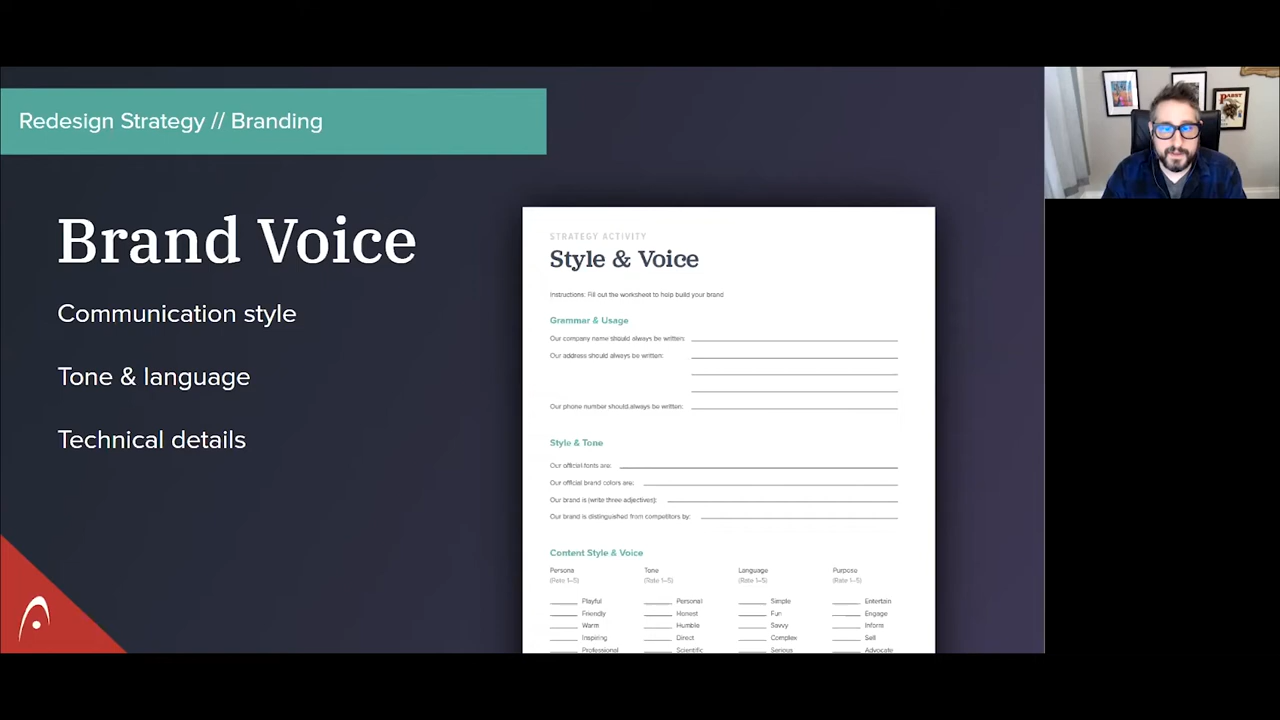 Redesign Strategy // Branding
Brand Voice
Communication style
Tone & language
Technical details
STRATEGY ACTIVITY
Style & Voice
Instructions: Fill out the worksheet to help build your brand
Grammar & Usage
Our company name should always be written:
Our address should always be written:
Our phone number should always be written:
Style & Tone
Our official fonts are:
Our official brand colors are:
Our brand is (write three adjectives):
Our brand is distinguished from competitors by:
Content Style & Voice
Persona Tone Language Purpose
(Rate 1–5) (Rate 1–5) (Rate 1–5) (Rate 1–5)
Playful Personal Simple Entertain
Friendly Honest Fun Engage
Warm Humble Savvy Inform
Inspiring Direct Complex Sell
Professional Scientific Serious Advocate